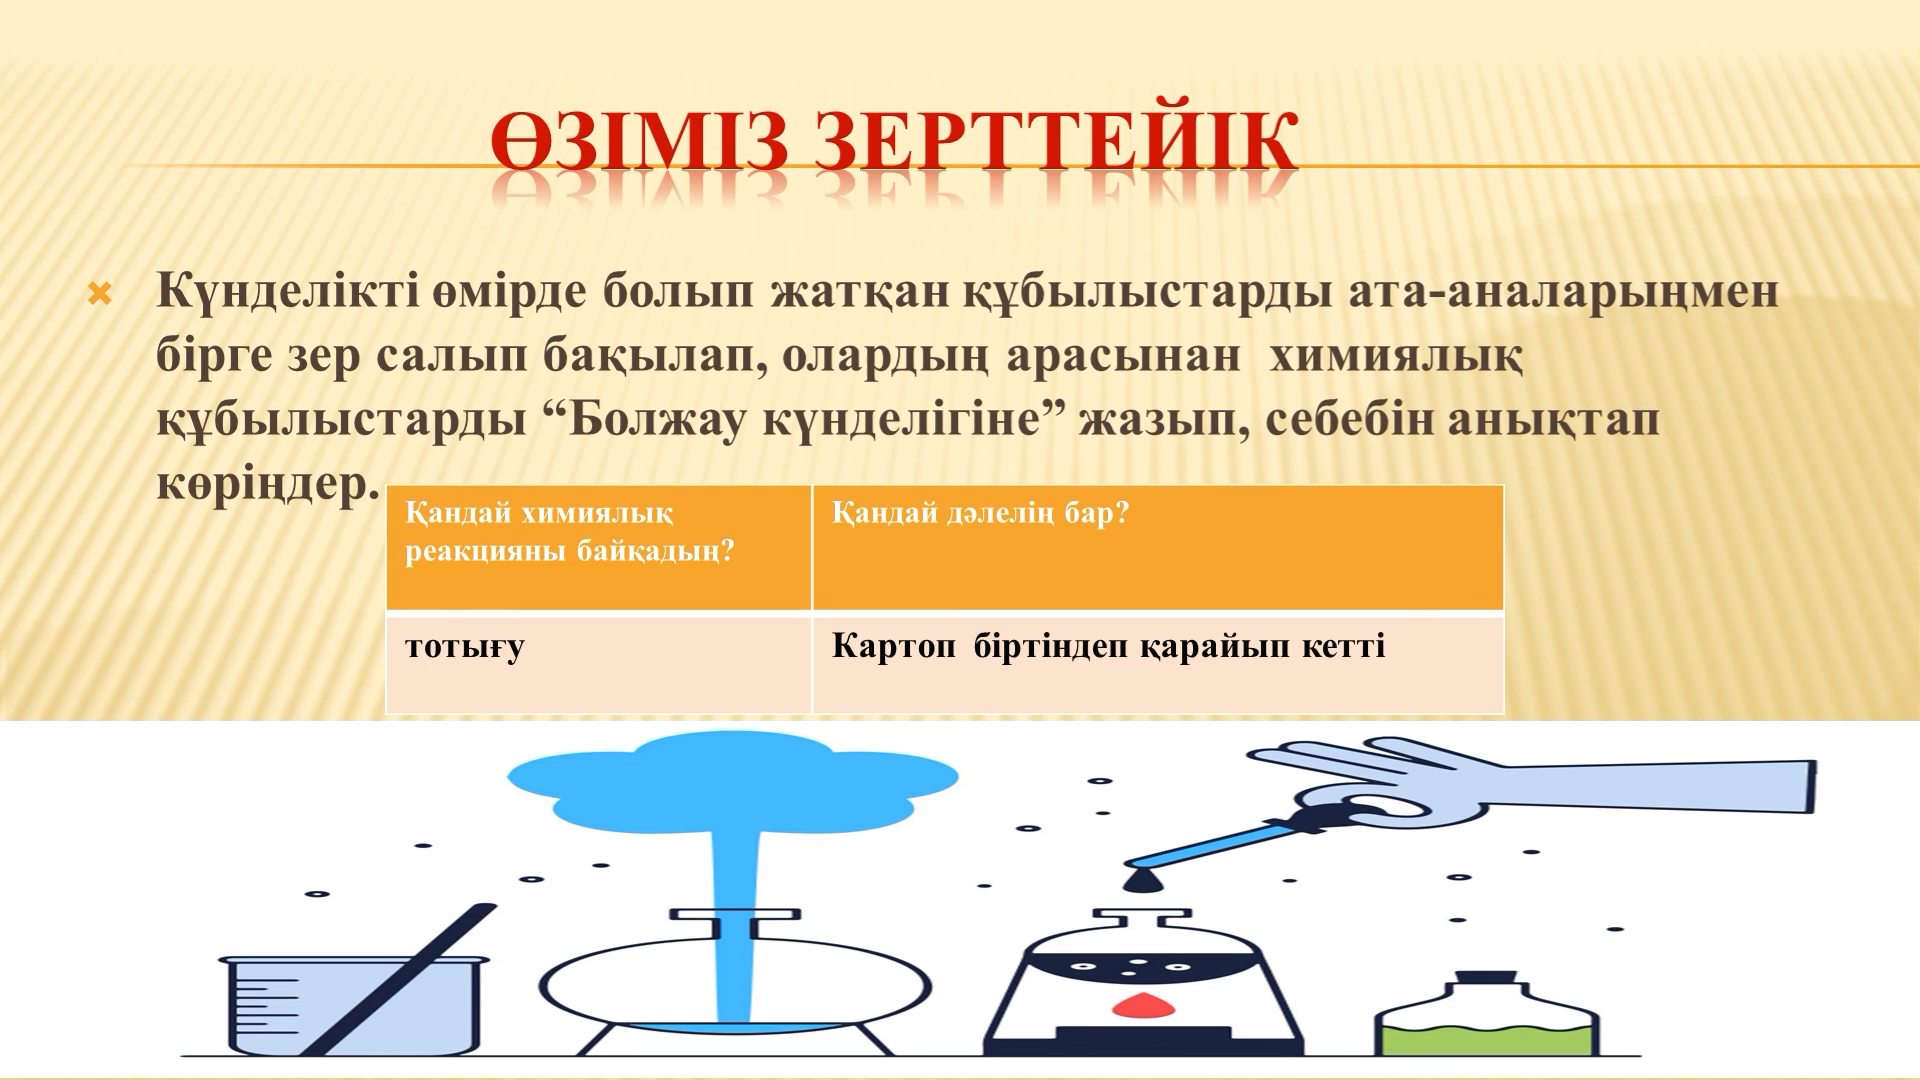 ӨЗІМІЗ ЗЕРТТЕЙІК
Күнделікті өмірде болып жатқан құбылыстарды ата-аналарыңмен
бірге зер салып бақылап, олардың арасынан химиялық
құбылыстарды “Болжау күнделігіне” жазып, себебін анықтап
көріңдер.
Қандай химиялық
реакцияны байқадың?
Қандай дәлелің бар?
тотығу
Картоп біртіндеп қарайып кетті